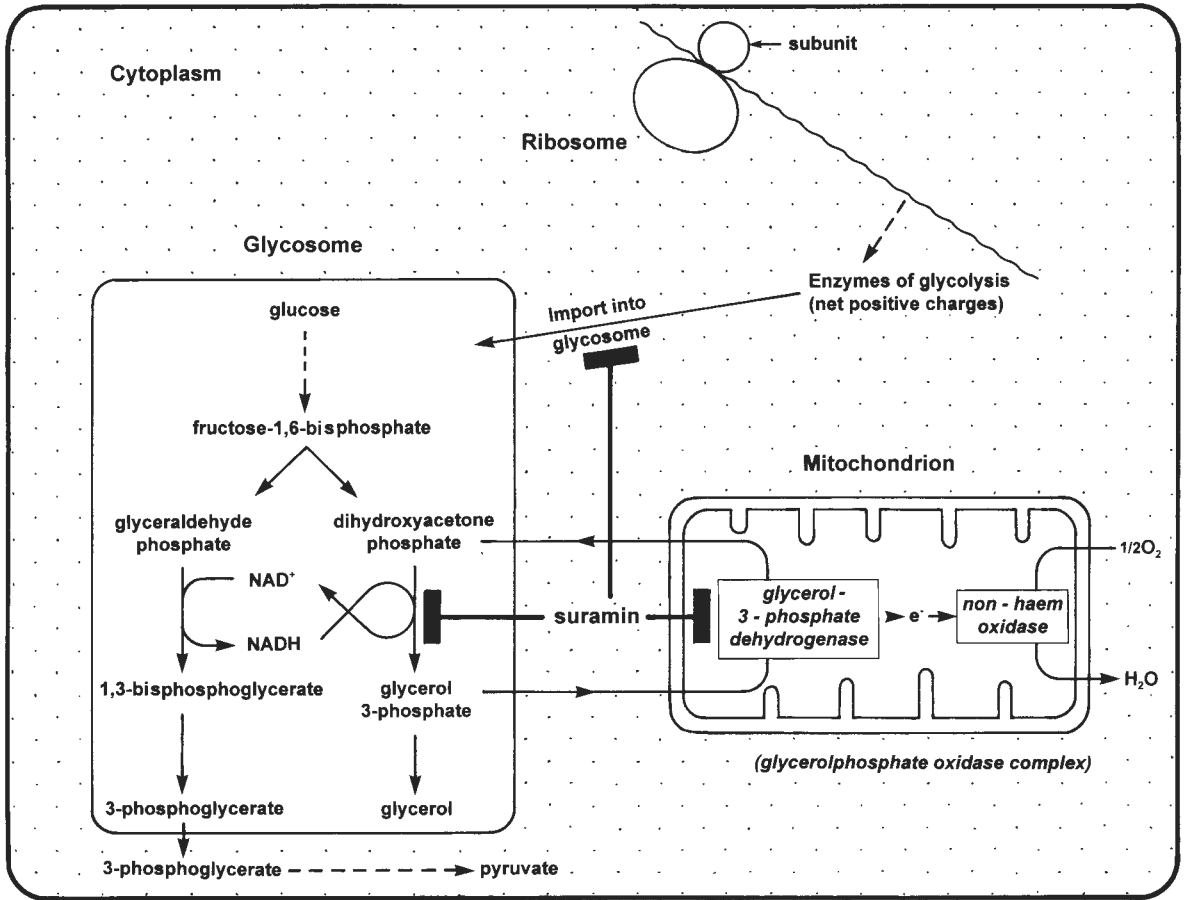 Cytoplasm
subunit
Ribosome
Glycosome
Enzymes of glycolysis
(net positive charges)
Import into
glycosome
glucose
fructose-1,6-bisphosphate
glyceraldehyde
phosphate
dihydroxyacetone
phosphate
NAD⁺
NADH
1,3-bisphosphoglycerate
glycerol
3-phosphate
3-phosphoglycerate
glycerol
3-phosphoglycerate
pyruvate
suramin
Mitochondrion
glycerol -
3 - phosphate
dehydrogenase
e⁻
non - haem
oxidase
1/2O₂
H₂O
(glycerolphosphate oxidase complex)